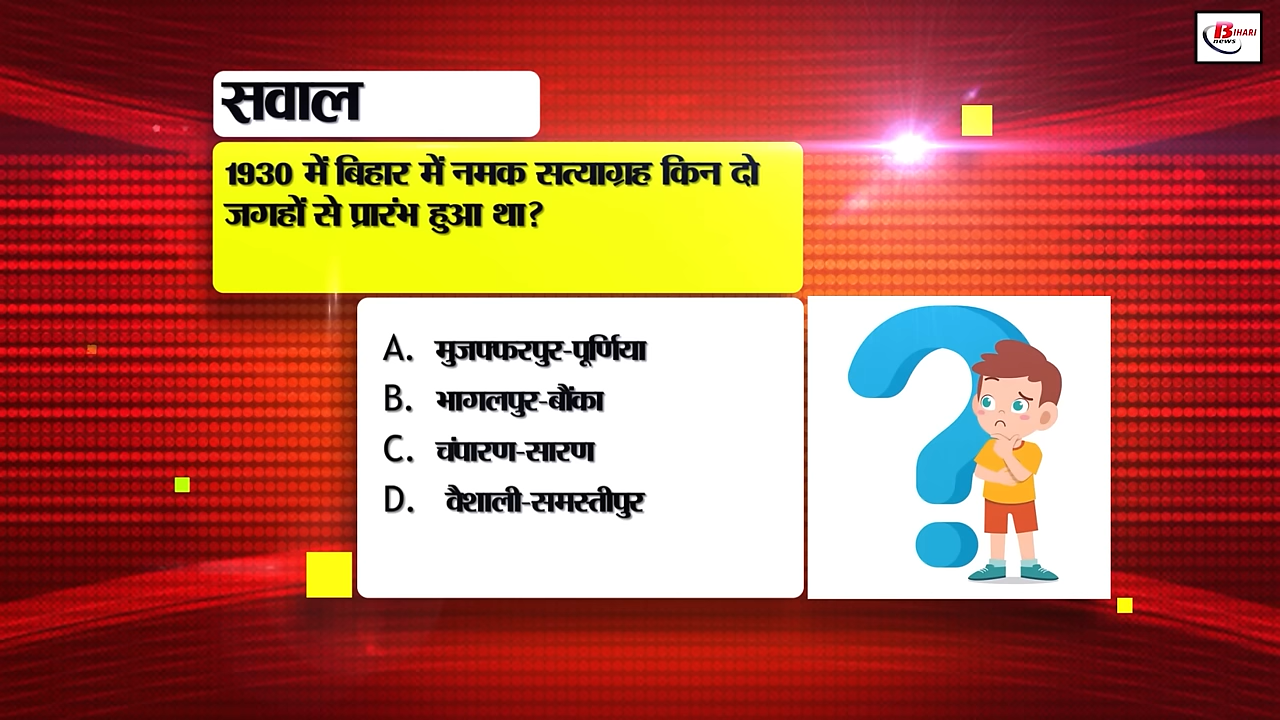 BIHARI
news
सवाल
1930 में बिहार में नमक सत्याग्रह किन दो
जगहों से प्रारंभ हुआ था?
A. मुजफ्फरपुर-पूर्णिया
B. भागलपुर-बाँका
C. चंपारण-सारण
D. वैशाली-समस्तीपुर